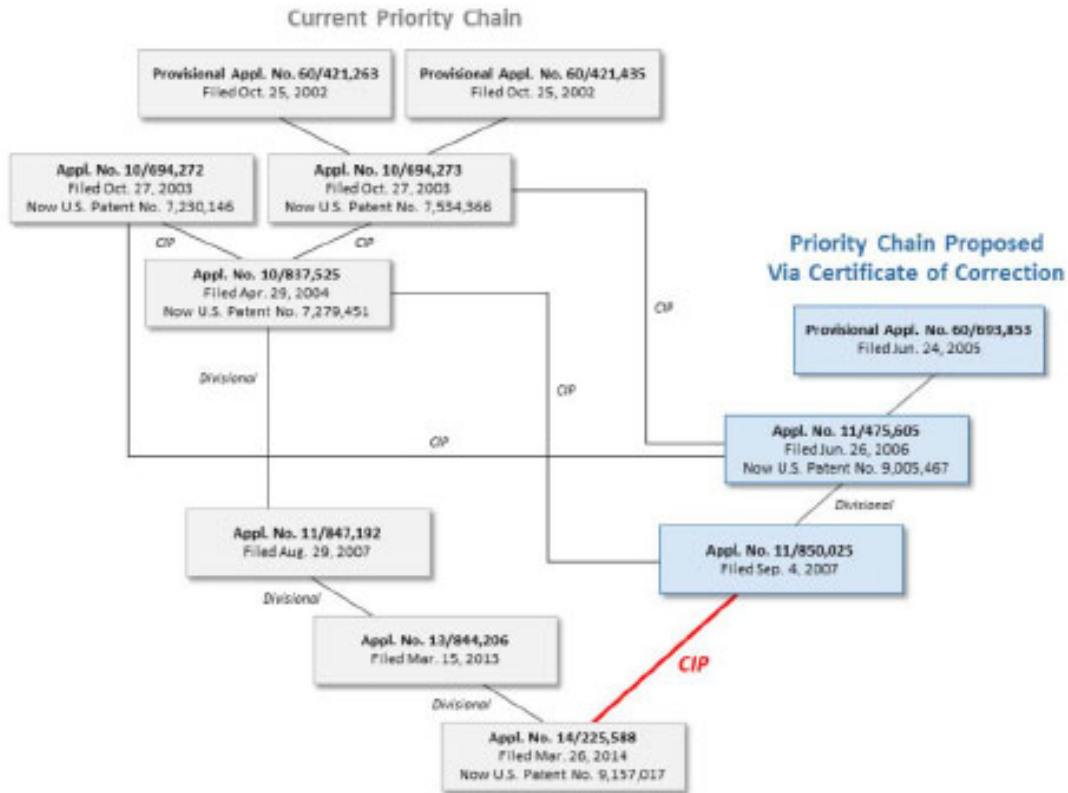 Current Priority Chain
Provisional Appl. No. 60/421,263
Filed Oct. 25, 2002
Provisional Appl. No. 60/421,435
Filed Oct. 25, 2002
Appl. No. 10/694,272
Filed Oct. 27, 2003
Now U.S. Patent No. 7,230,146
Appl. No. 10/694,273
Filed Oct. 27, 2003
Now U.S. Patent No. 7,534,366
CIP
CIP
Appl. No. 10/837,525
Filed Apr. 29, 2004
Now U.S. Patent No. 7,279,451
Priority Chain Proposed
Via Certificate of Correction
CIP
Provisional Appl. No. 60/693,853
Filed Jun. 24, 2005
Divisional
CIP
CIP
Appl. No. 11/475,605
Filed Jun. 26, 2006
Now U.S. Patent No. 9,005,467
Divisional
Appl. No. 11/847,192
Filed Aug. 29, 2007
Appl. No. 11/850,025
Filed Sep. 4, 2007
Divisional
Appl. No. 13/844,206
Filed Mar. 15, 2013
CIP
Divisional
Appl. No. 14/225,588
Filed Mar. 26, 2014
Now U.S. Patent No. 9,157,017